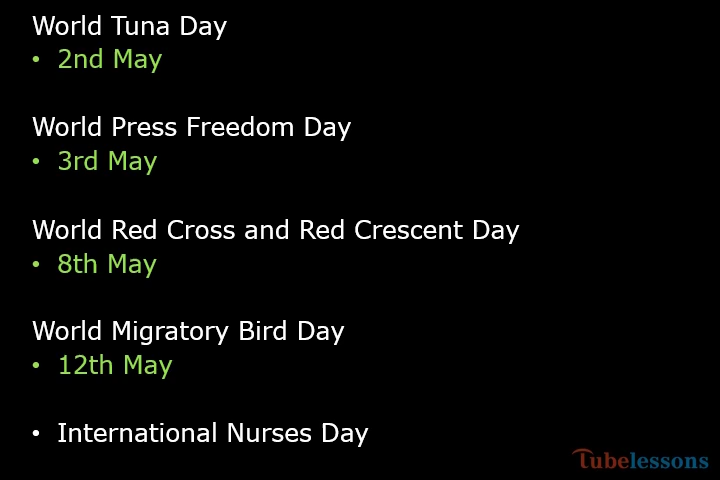 World Tuna Day
• 2nd May
World Press Freedom Day
• 3rd May
World Red Cross and Red Crescent Day
• 8th May
World Migratory Bird Day
• 12th May
• International Nurses Day
Tubelessons